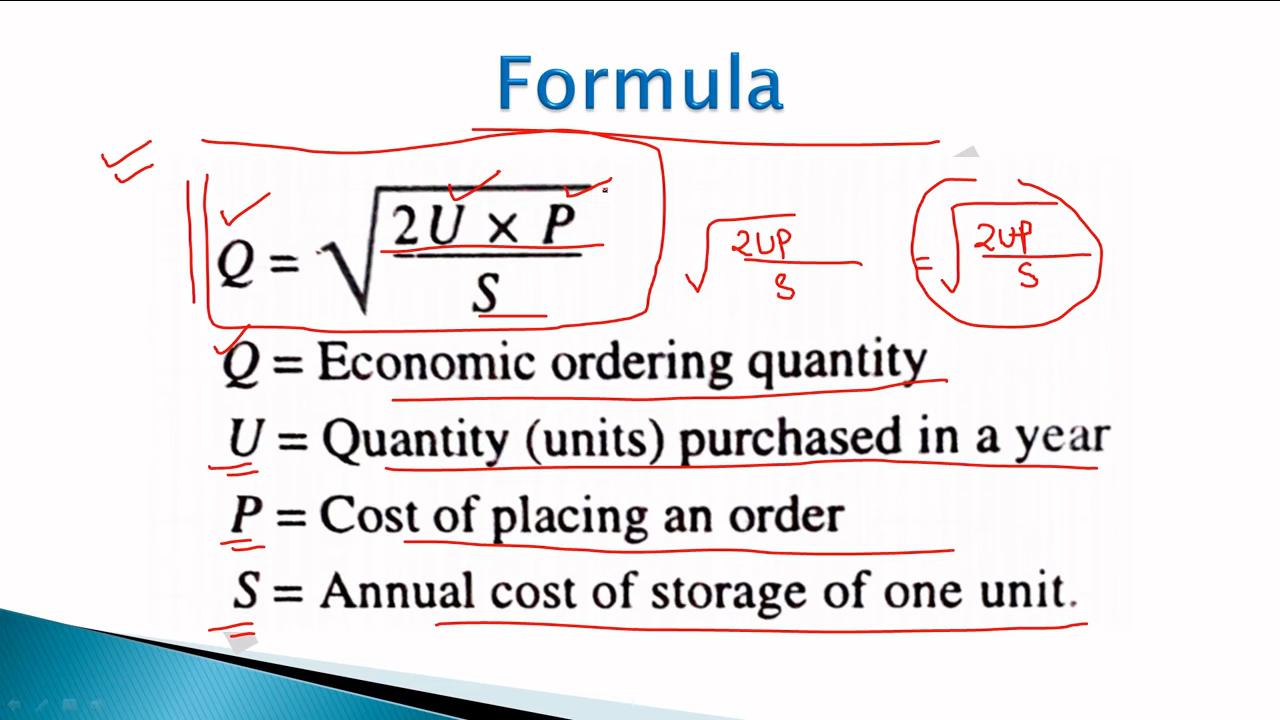 Formula
Q = √(2U × P / S)
√(2UP / S)
= √(2UP / S)
Q = Economic ordering quantity
U = Quantity (units) purchased in a year
P = Cost of placing an order
S = Annual cost of storage of one unit.